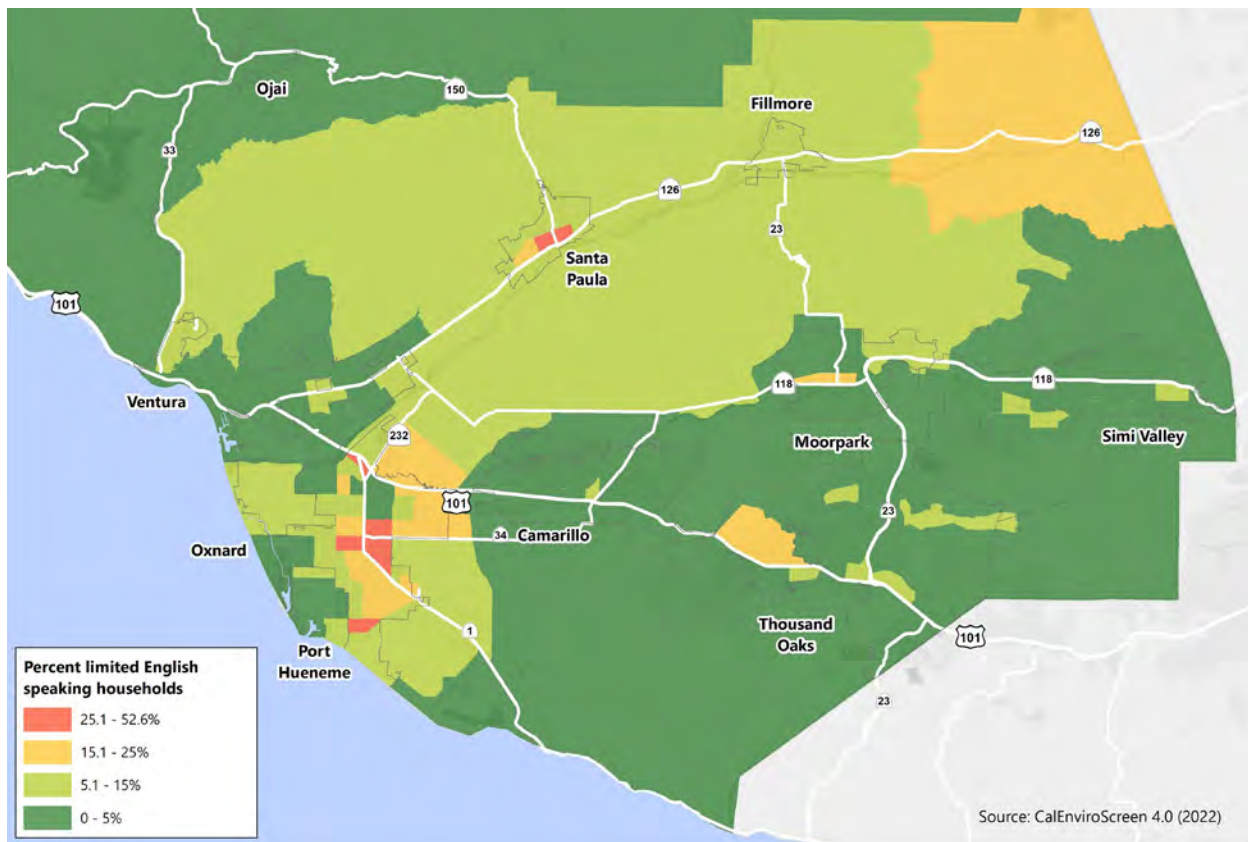 Ojai
150
Fillmore
33
126
126
23
Santa
Paula
101
118
118
Ventura
232
Moorpark
Simi Valley
101
23
34
Camarillo
Oxnard
Thousand
Oaks
1
101
Port
Hueneme
23
Percent limited English
speaking households
25.1 - 52.6%
15.1 - 25%
5.1 - 15%
0 - 5%
Source: CalEnviroScreen 4.0 (2022)